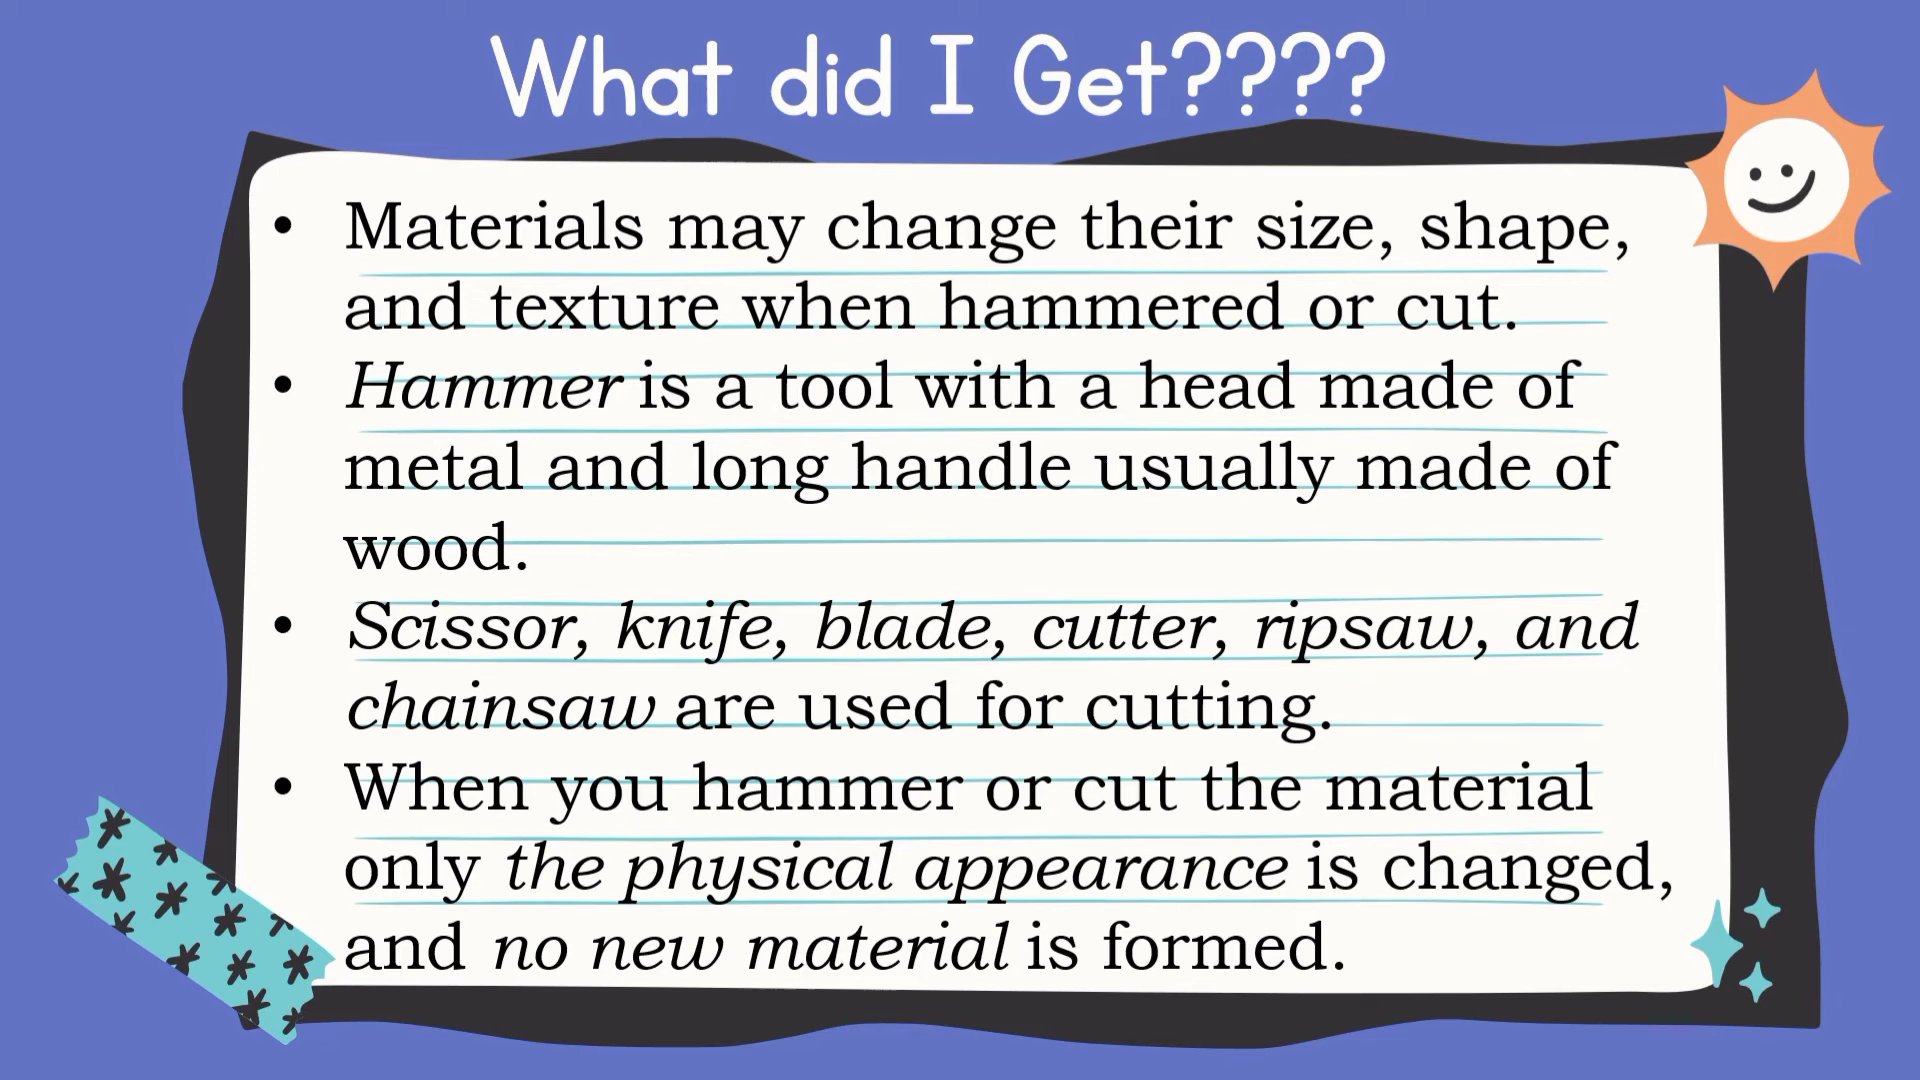 What did I Get????
• Materials may change their size, shape,
and texture when hammered or cut.
• Hammer is a tool with a head made of
metal and long handle usually made of
wood.
• Scissor, knife, blade, cutter, ripsaw, and
chainsaw are used for cutting.
• When you hammer or cut the material
only the physical appearance is changed,
and no new material is formed.